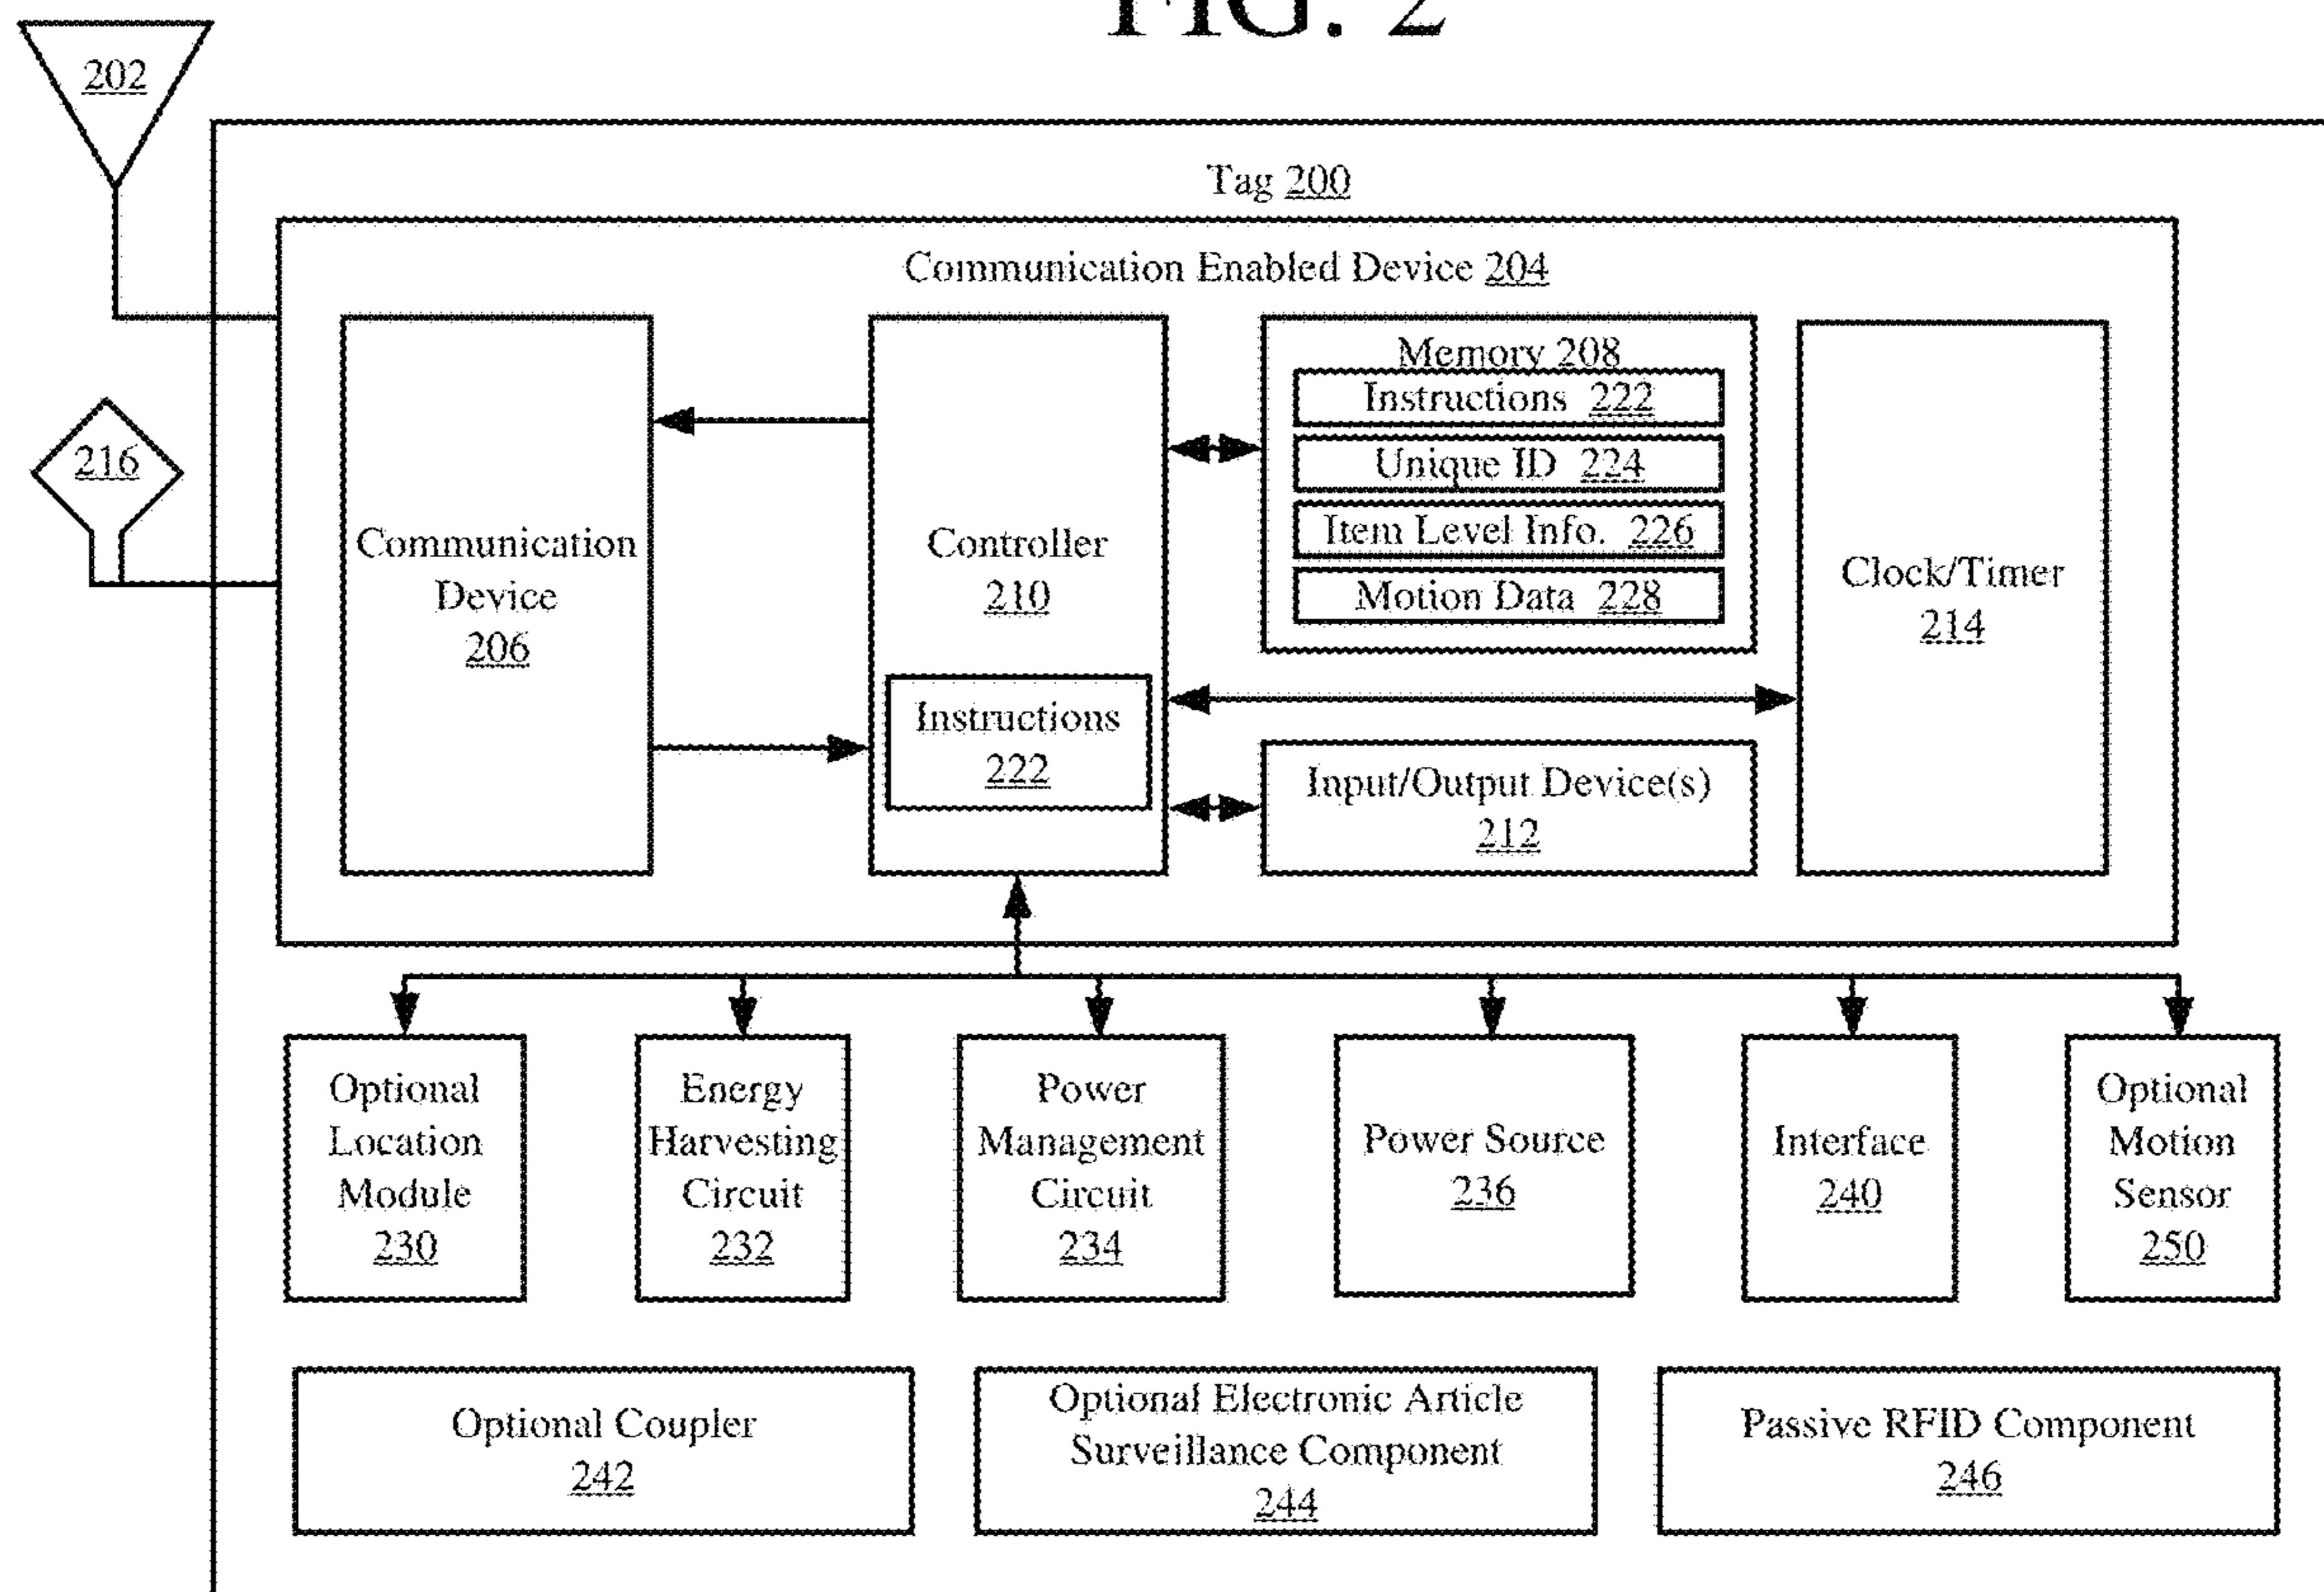 FIG. 2
202
Tag 200
Communication Enabled Device 204
216
Communication
Device
206
Controller
210
Instructions
222
Memory 208
Instructions 222
Unique ID 224
Item Level Info. 226
Motion Data 228
Clock/Timer
214
Input/Output Device(s)
212
Optional
Location
Module
230
Energy
Harvesting
Circuit
232
Power
Management
Circuit
234
Power Source
236
Interface
240
Optional
Motion
Sensor
250
Optional Coupler
242
Optional Electronic Article
Surveillance Component
244
Passive RFID Component
246